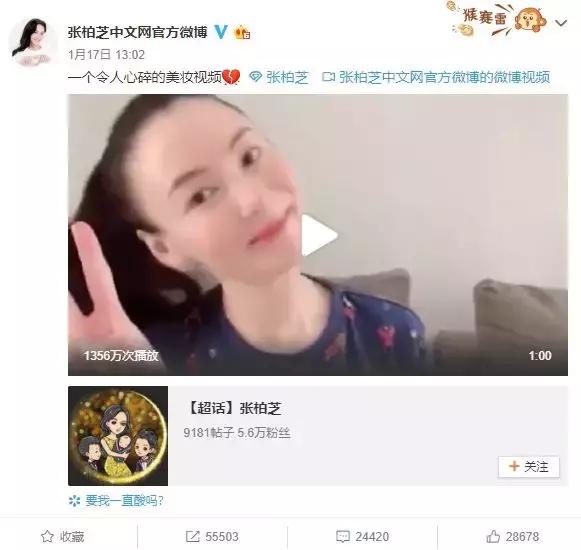 张柏芝中文网官方微博
猴赛雷
1月17日 13:02
一个令人心碎的美妆视频💔 张柏芝 张柏芝中文网官方微博的微博视频
1356万次播放
1:00
【超话】张柏芝
9181帖子 5.6万粉丝
+ 关注
要我一直酸吗?
收藏
55503
24420
28678